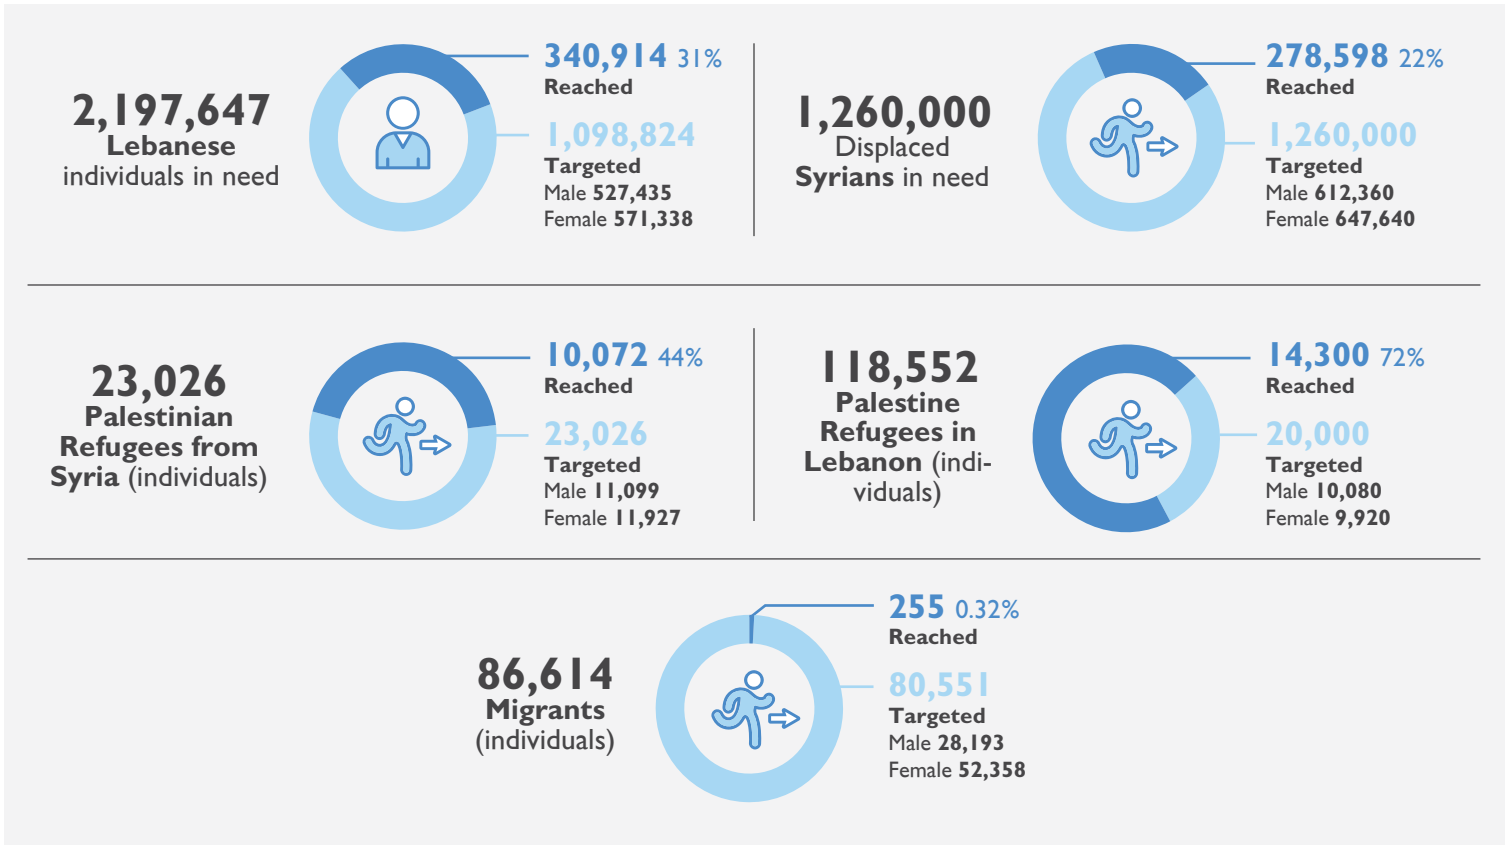 2,197,647
Lebanese
individuals in need
340,914 31%
Reached
1,098,824
Targeted
Male 527,435
Female 571,338
1,260,000
Displaced
Syrians in need
278,598 22%
Reached
1,260,000
Targeted
Male 612,360
Female 647,640
23,026
Palestinian
Refugees from
Syria (individuals)
10,072 44%
Reached
23,026
Targeted
Male 11,099
Female 11,927
118,552
Palestine
Refugees in
Lebanon (indi-
viduals)
14,300 72%
Reached
20,000
Targeted
Male 10,080
Female 9,920
86,614
Migrants
(individuals)
255 0.32%
Reached
80,551
Targeted
Male 28,193
Female 52,358